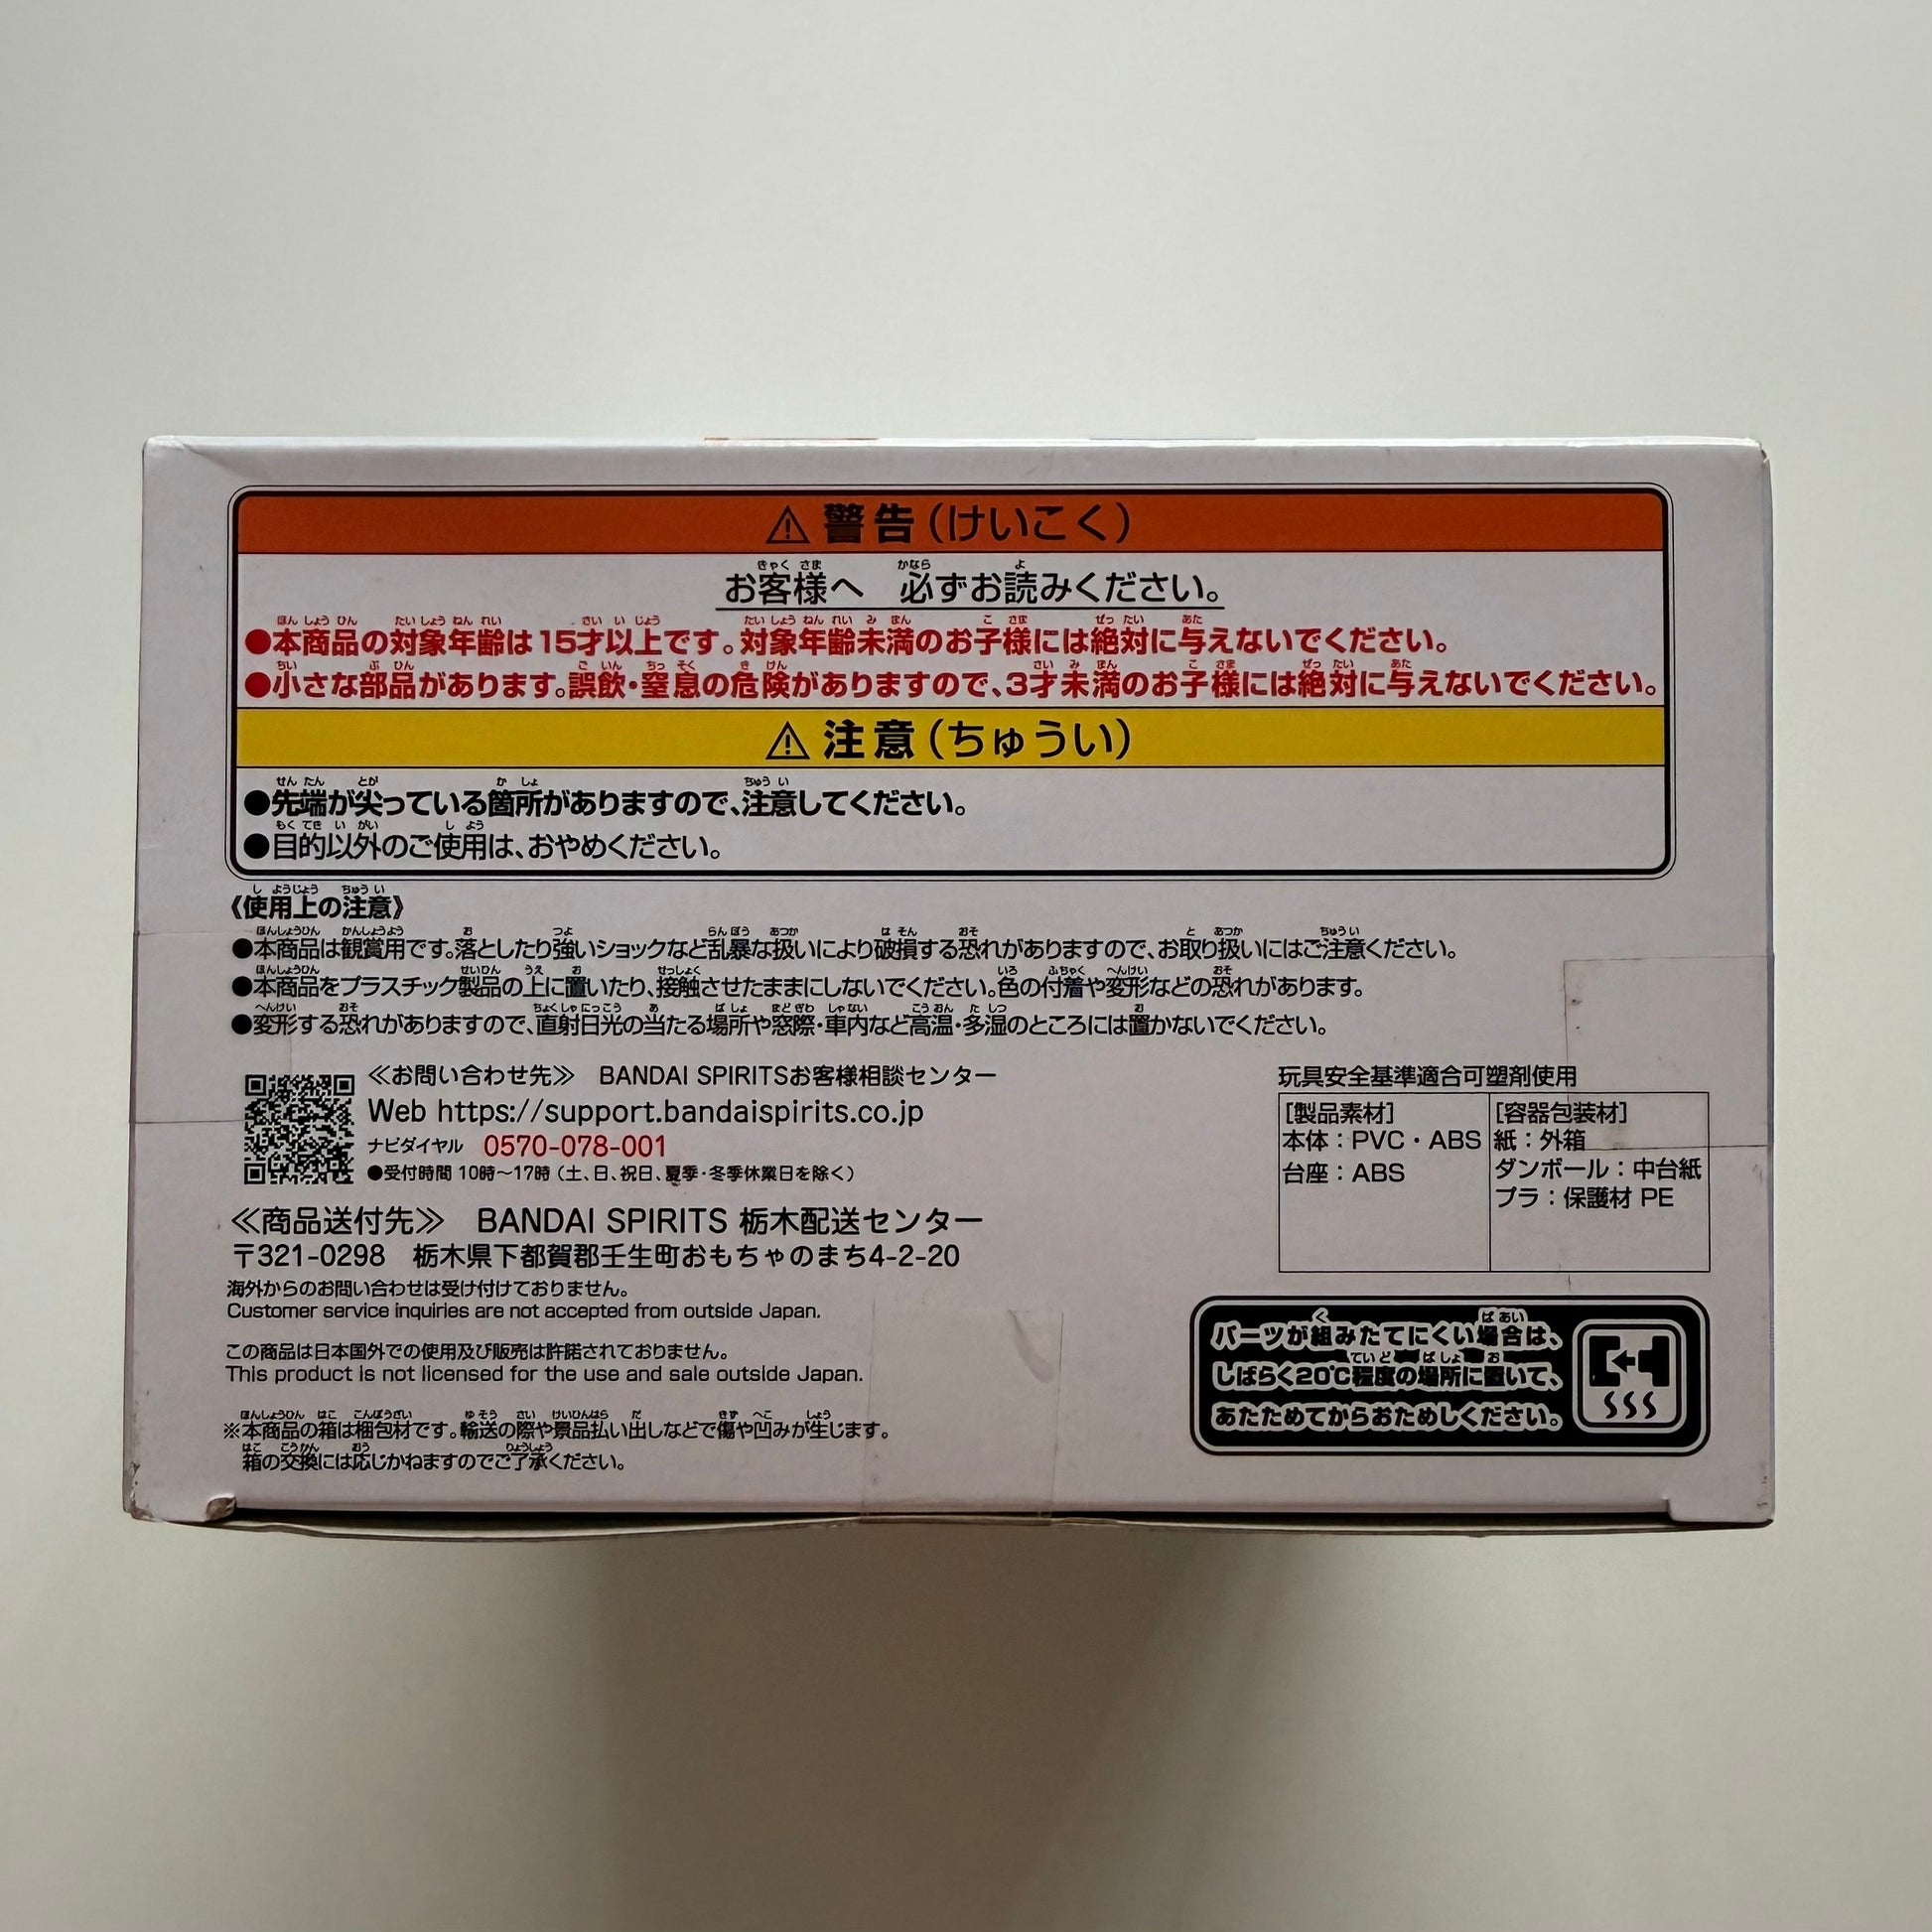 ⚠ 警告（けいこく）
お客様へ　必ずお読みください。
●本商品の対象年齢は15才以上です。対象年齢未満のお子様には絶対に与えないでください。
●小さな部品があります。誤飲・窒息の危険がありますので、3才未満のお子様には絶対に与えないでください。
⚠ 注意（ちゅうい）
●先端が尖っている箇所がありますので、注意してください。
●目的以外のご使用は、おやめください。
《使用上の注意》
●本商品は観賞用です。落としたり強いショックなど乱暴な扱いにより破損する恐れがありますので、お取り扱いにはご注意ください。
●本商品をプラスチック製品の上に置いたり、接触させたままにしないでください。色の付着や変形などの恐れがあります。
●変形する恐れがありますので、直射日光の当たる場所や窓際・車内など高温・多湿のところには置かないでください。
≪お問い合わせ先≫　BANDAI SPIRITSお客様相談センター
Web https://support.bandaispirits.co.jp
ナビダイヤル　0570-078-001
●受付時間 10時～17時（土、日、祝日、夏季・冬季休業日を除く）
≪商品送付先≫　BANDAI SPIRITS 栃木配送センター
〒321-0298　栃木県下都賀郡壬生町おもちゃのまち4-2-20
海外からのお問い合わせは受け付けておりません。
Customer service inquiries are not accepted from outside Japan.
この商品は日本国外での使用及び販売は許諾されておりません。
This product is not licensed for the use and sale outside Japan.
※本商品の箱は梱包材です。輸送の際や景品払い出しなどで傷や凹みが生じます。
箱の交換には応じかねますのでご了承ください。
玩具安全基準適合可塑剤使用
[製品素材]
本体：PVC・ABS
台座：ABS
[容器包装材]
紙：外箱
ダンボール：中台紙
プラ：保護材 PE
パーツが組みたてにくい場合は、
しばらく20℃程度の場所に置いて、
あたためてからおためしください。